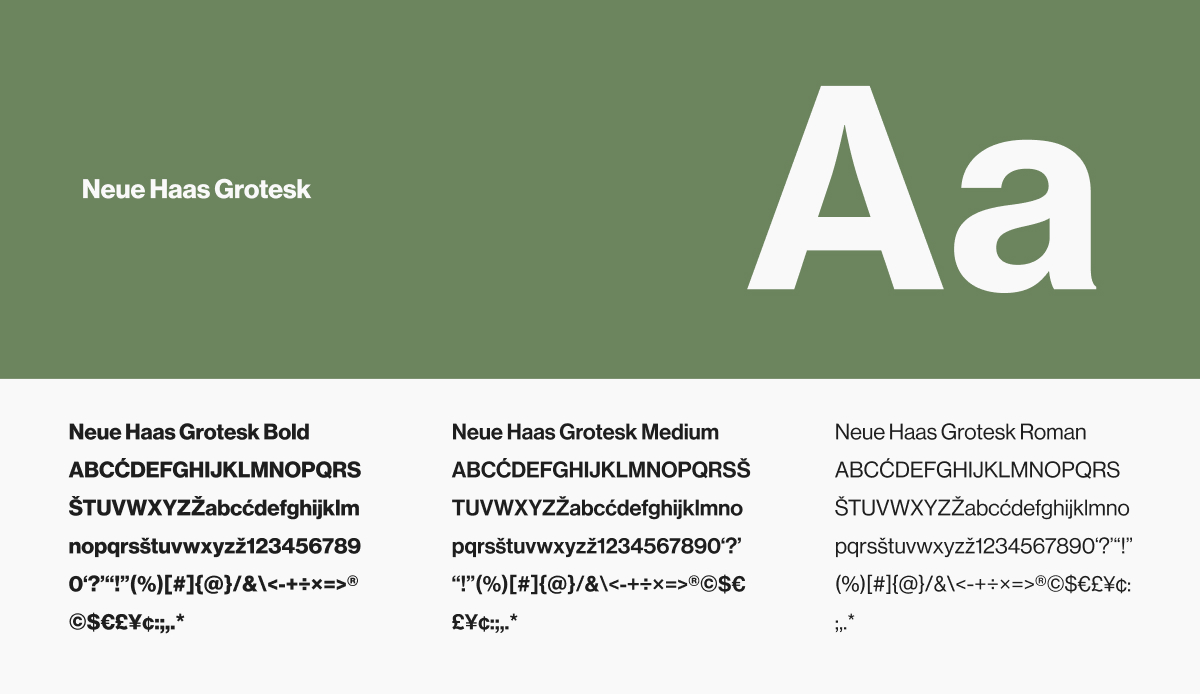 Neue Haas Grotesk
Aa
Neue Haas Grotesk Bold
ABCĆDEFGHIJKLMNOPQRS
ŠTUVWXYZŽabcćdefghijklm
nopqrsštuvwxyzž123456789
0‘?’“!”(%)[#]{@}/&\<-+÷×=>®
©$€£¥¢:;,.*
Neue Haas Grotesk Medium
ABCĆDEFGHIJKLMNOPQRSŠ
TUVWXYZŽabcćdefghijklmno
pqrsštuvwxyzž1234567890‘?’
“!”(%)[#]{@}/&\<-+÷×=>®©$€
£¥¢:;,.*
Neue Haas Grotesk Roman
ABCĆDEFGHIJKLMNOPQRS
ŠTUVWXYZŽabcćdefghijklmno
pqrsštuvwxyzž1234567890‘?’“!”
(%)[#]{@}/&\<-+÷×=>®©$€£¥¢:
;,.*